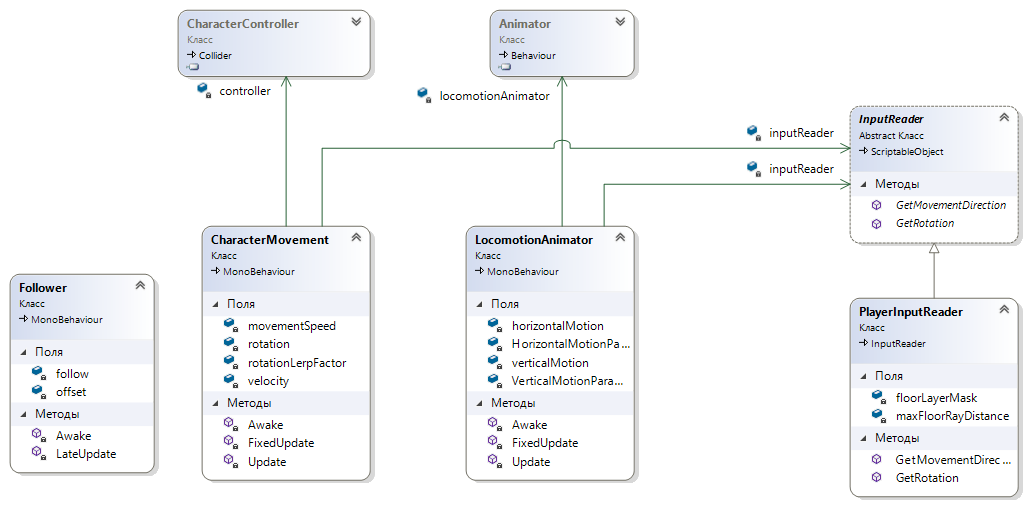 CharacterController
Класс
Collider
controller
Animator
Класс
Behaviour
locomotionAnimator
inputReader
inputReader
InputReader
Abstract Класс
ScriptableObject
Методы
GetMovementDirection
GetRotation
Follower
Класс
MonoBehaviour
Поля
follow
offset
Методы
Awake
LateUpdate
CharacterMovement
Класс
MonoBehaviour
Поля
movementSpeed
rotation
rotationLerpFactor
velocity
Методы
Awake
FixedUpdate
Update
LocomotionAnimator
Класс
MonoBehaviour
Поля
horizontalMotion
HorizontalMotionPa...
verticalMotion
VerticalMotionPara...
Методы
Awake
FixedUpdate
Update
PlayerInputReader
Класс
InputReader
Поля
floorLayerMask
maxFloorRayDistance
Методы
GetMovementDirec...
GetRotation